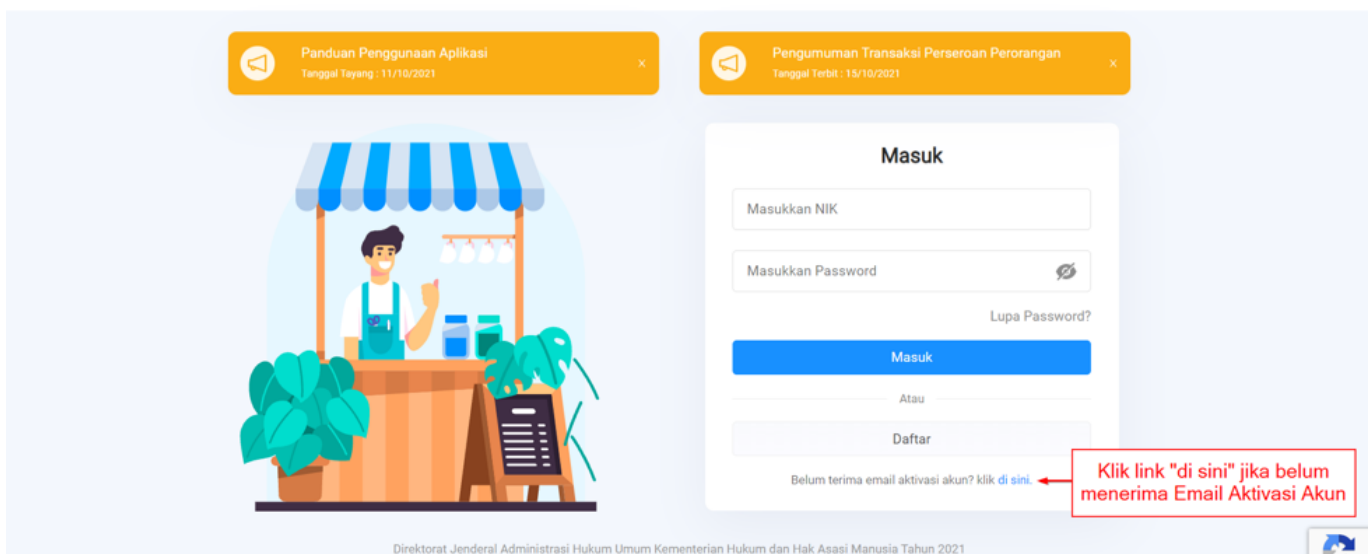 Panduan Penggunaan Aplikasi
Tanggal Tayang : 11/10/2021
x
Pengumuman Transaksi Perseroan Perorangan
Tanggal Terbit : 15/10/2021
x
Masuk
Masukkan NIK
Masukkan Password
Lupa Password?
Masuk
Atau
Daftar
Belum terima email aktivasi akun? klik di sini.
Klik link "di sini" jika belum
menerima Email Aktivasi Akun
Direktorat Jenderal Administrasi Hukum Umum Kementerian Hukum dan Hak Asasi Manusia Tahun 2021